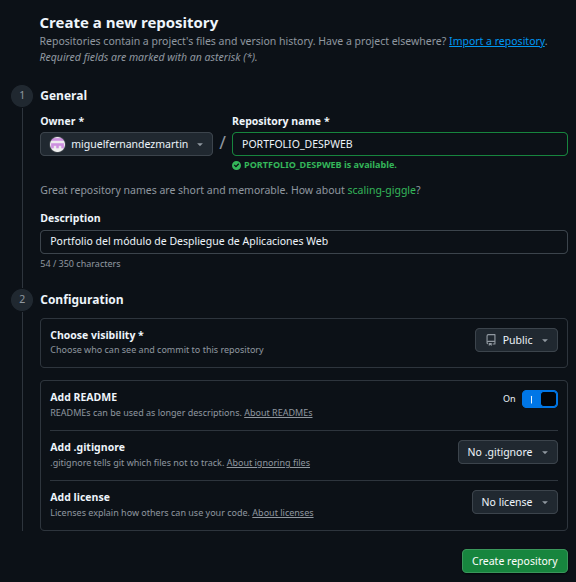 Create a new repository
Repositories contain a project's files and version history. Have a project elsewhere? Import a repository.
Required fields are marked with an asterisk (*).
1
General
Owner *
Repository name *
miguelfernandezmartin
/
PORTFOLIO_DESPWEB
PORTFOLIO_DESPWEB is available.
Great repository names are short and memorable. How about scaling-giggle?
Description
Portfolio del módulo de Despliegue de Aplicaciones Web
54 / 350 characters
2
Configuration
Choose visibility *
Choose who can see and commit to this repository
Public
Add README
READMEs can be used as longer descriptions. About READMEs
On
Add .gitignore
.gitignore tells git which files not to track. About ignoring files
No .gitignore
Add license
Licenses explain how others can use your code. About licenses
No license
Create repository